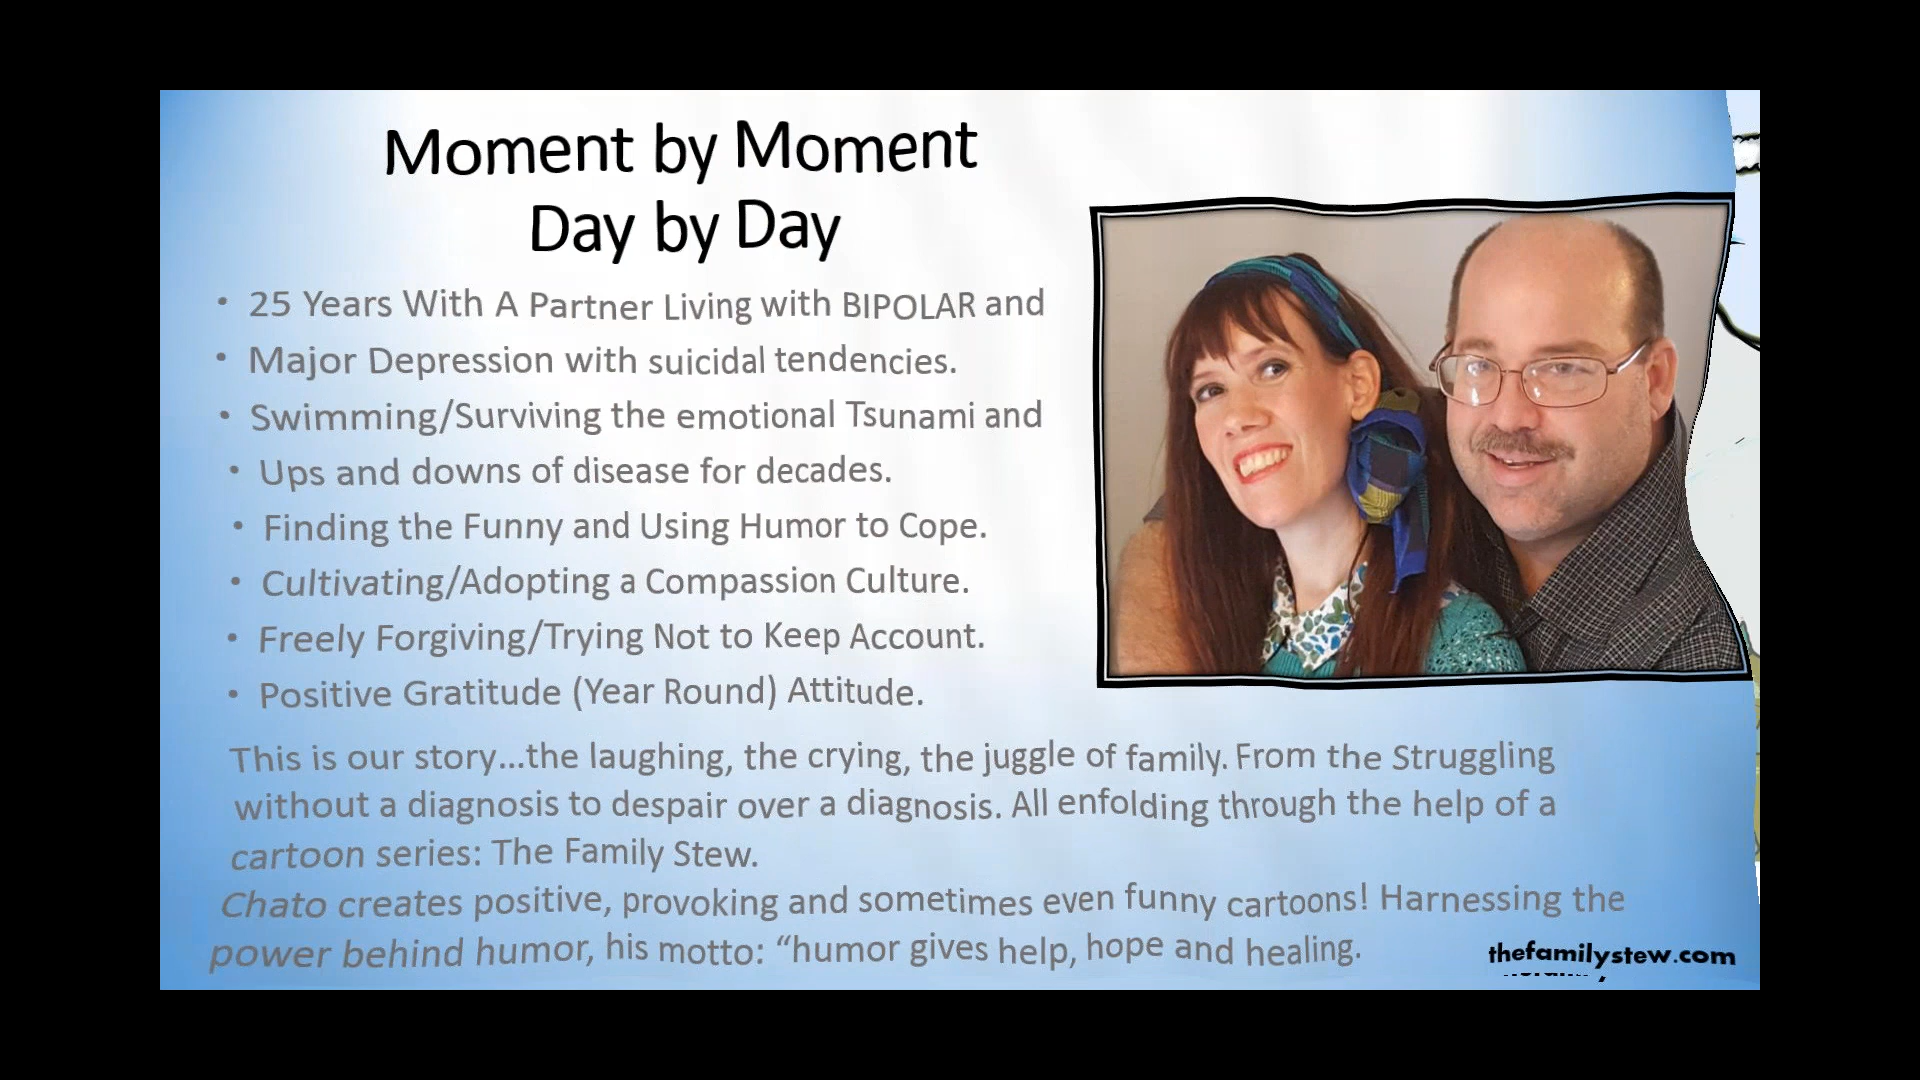 Moment by Moment
Day by Day
• 25 Years With A Partner Living with BIPOLAR and
• Major Depression with suicidal tendencies.
• Swimming/Surviving the emotional Tsunami and
• Ups and downs of disease for decades.
• Finding the Funny and Using Humor to Cope.
• Cultivating/Adopting a Compassion Culture.
• Freely Forgiving/Trying Not to Keep Account.
• Positive Gratitude (Year Round) Attitude.
This is our story...the laughing, the crying, the juggle of family. From the Struggling
without a diagnosis to despair over a diagnosis. All enfolding through the help of a
cartoon series: The Family Stew.
Chato creates positive, provoking and sometimes even funny cartoons! Harnessing the
power behind humor, his motto: “humor gives help, hope and healing.
thefamilystew.com